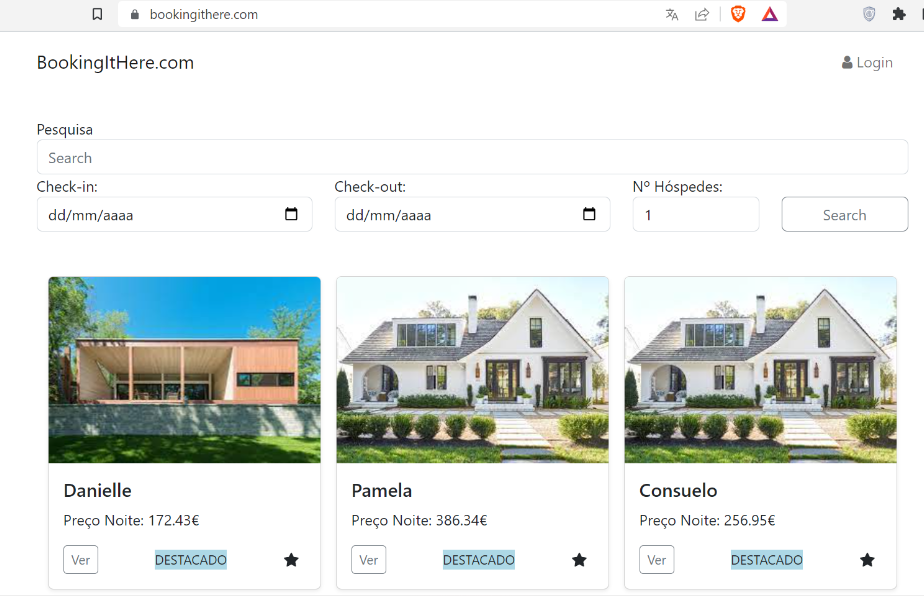 bookingithere.com
BookingItHere.com
Login
Pesquisa
Search
Check-in:
Check-out:
Nº Hóspedes:
dd/mm/aaaa
dd/mm/aaaa
1
Search
Danielle
Pamela
Consuelo
Preço Noite: 172.43€
Preço Noite: 386.34€
Preço Noite: 256.95€
Ver
DESTACADO
Ver
DESTACADO
Ver
DESTACADO